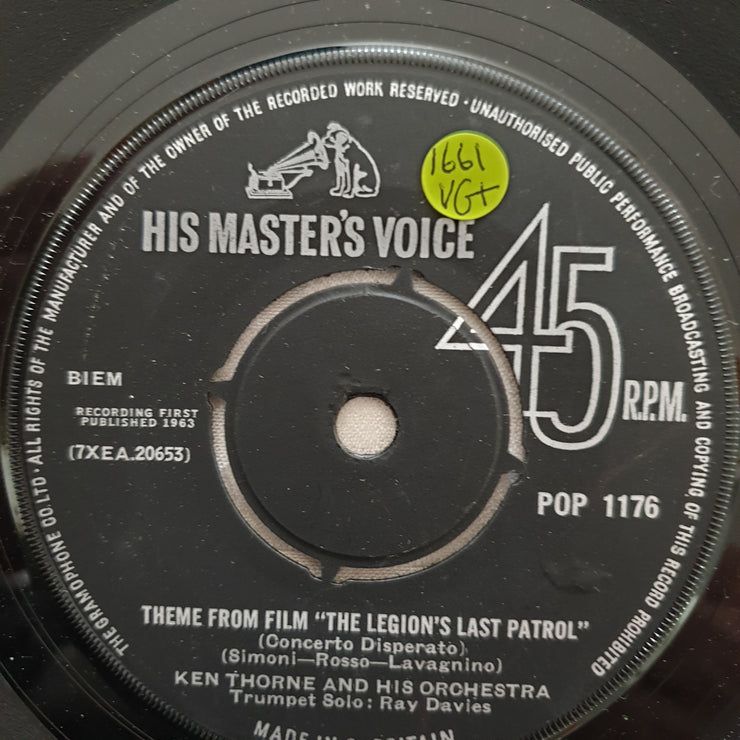 THE GRAMOPHONE CO. LTD · ALL RIGHTS OF THE MANUFACTURER AND OF THE OWNER OF THE RECORDED WORK RESERVED · UNAUTHORISED PUBLIC PERFORMANCE BROADCASTING AND COPYING OF THIS RECORD PROHIBITED
1661
VG+
HIS MASTER'S VOICE
45
R.P.M.
BIEM
RECORDING FIRST
PUBLISHED 1963
(7XEA.20653)
POP 1176
THEME FROM FILM "THE LEGION'S LAST PATROL"
(Concerto Disperato)
(Simoni—Rosso—Lavagnino)
KEN THORNE AND HIS ORCHESTRA
Trumpet Solo: Ray Davies
MADE IN